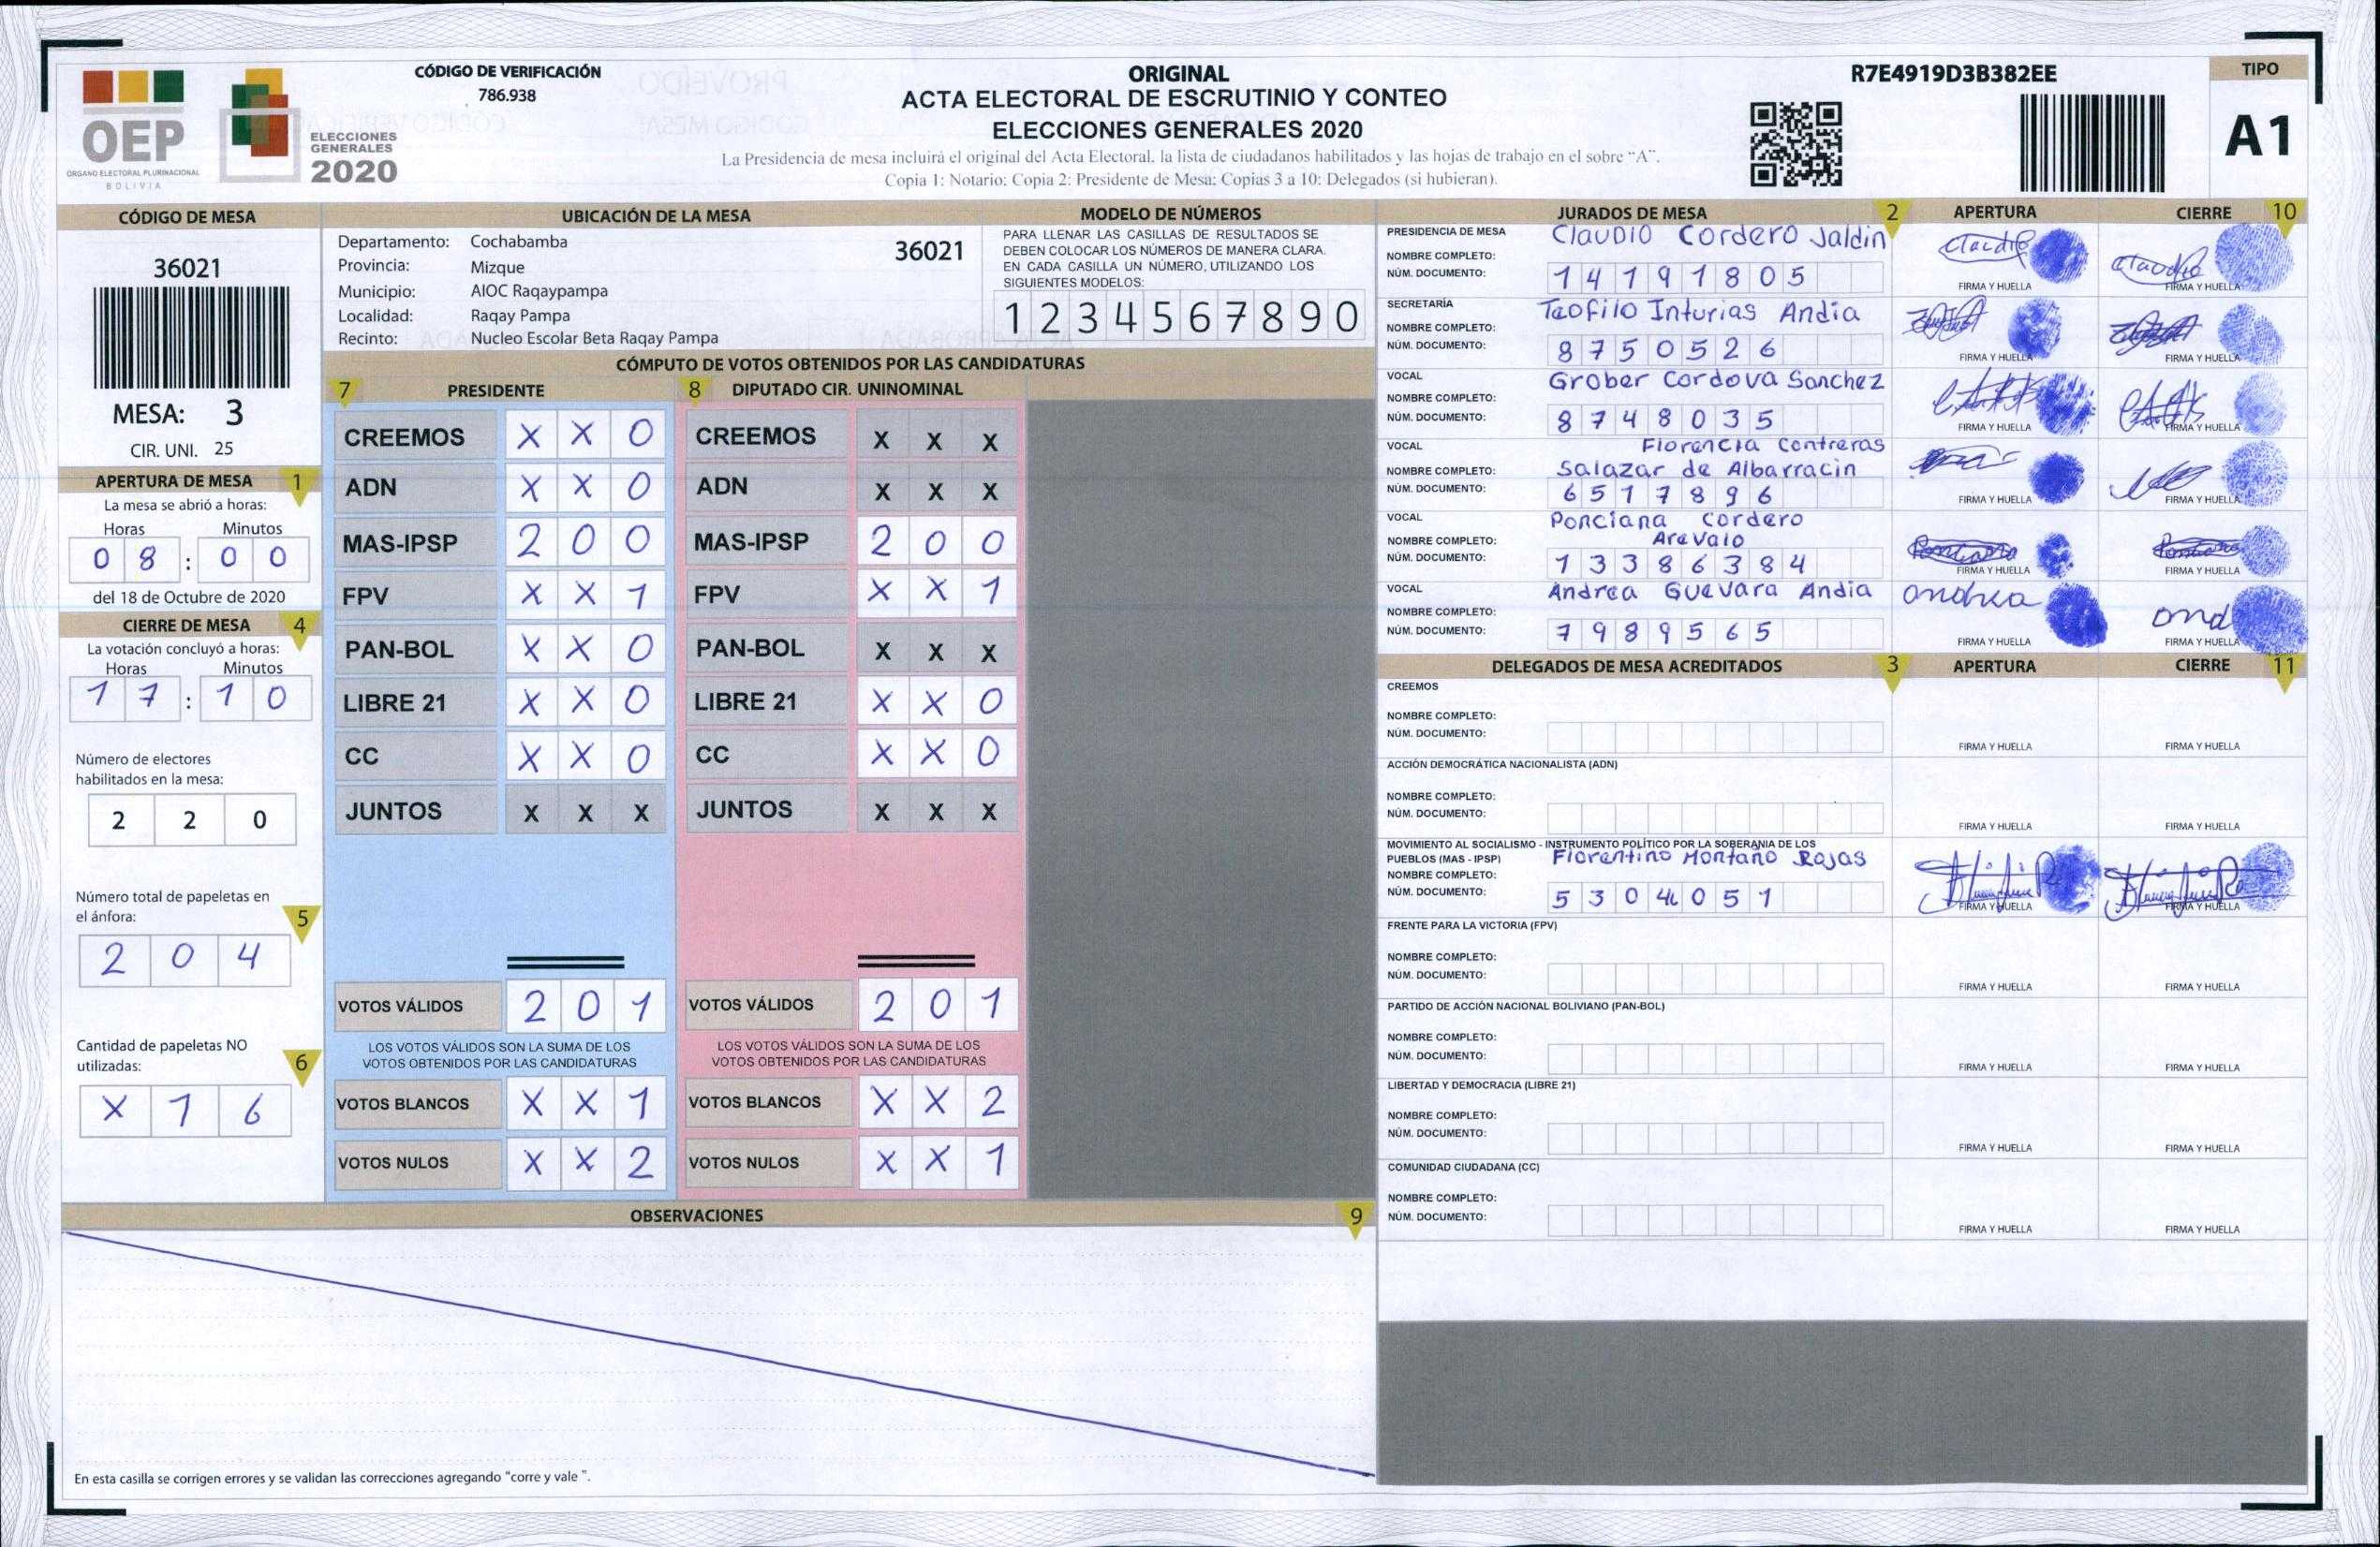 OEP
ÓRGANO ELECTORAL PLURINACIONAL
BOLIVIA
ELECCIONES
GENERALES
2020
CÓDIGO DE VERIFICACIÓN
786.938
ORIGINAL
ACTA ELECTORAL DE ESCRUTINIO Y CONTEO
ELECCIONES GENERALES 2020
La Presidencia de mesa incluirá el original del Acta Electoral, la lista de ciudadanos habilitados y las hojas de trabajo en el sobre “A”.
Copia 1: Notario; Copia 2: Presidente de Mesa; Copias 3 a 10: Delegados (si hubieran).
R7E4919D3B382EE
TIPO
A1
CÓDIGO DE MESA
36021
MESA: 3
CIR. UNI. 25
APERTURA DE MESA 1
La mesa se abrió a horas:
Horas Minutos
0 8 : 0 0
del 18 de Octubre de 2020
CIERRE DE MESA 4
La votación concluyó a horas:
Horas Minutos
1 7 : 1 0
Número de electores
habilitados en la mesa:
2 2 0
Número total de papeletas en
el ánfora: 5
2 0 4
Cantidad de papeletas NO
utilizadas: 6
X 1 6
UBICACIÓN DE LA MESA
Departamento: Cochabamba 36021
Provincia: Mizque
Municipio: AIOC Raqaypampa
Localidad: Raqay Pampa
Recinto: Nucleo Escolar Beta Raqay Pampa
MODELO DE NÚMEROS
PARA LLENAR LAS CASILLAS DE RESULTADOS SE
DEBEN COLOCAR LOS NÚMEROS DE MANERA CLARA.
EN CADA CASILLA UN NÚMERO, UTILIZANDO LOS
SIGUIENTES MODELOS:
1 2 3 4 5 6 7 8 9 0
CÓMPUTO DE VOTOS OBTENIDOS POR LAS CANDIDATURAS
7 PRESIDENTE
CREEMOS X X 0
ADN X X 0
MAS-IPSP 2 0 0
FPV X X 1
PAN-BOL X X 0
LIBRE 21 X X 0
CC X X 0
JUNTOS X X X
VOTOS VÁLIDOS 2 0 1
LOS VOTOS VÁLIDOS SON LA SUMA DE LOS
VOTOS OBTENIDOS POR LAS CANDIDATURAS
VOTOS BLANCOS X X 1
VOTOS NULOS X X 2
8 DIPUTADO CIR. UNINOMINAL
CREEMOS X X X
ADN X X X
MAS-IPSP 2 0 0
FPV X X 1
PAN-BOL X X X
LIBRE 21 X X 0
CC X X 0
JUNTOS X X X
VOTOS VÁLIDOS 2 0 1
LOS VOTOS VÁLIDOS SON LA SUMA DE LOS
VOTOS OBTENIDOS POR LAS CANDIDATURAS
VOTOS BLANCOS X X 2
VOTOS NULOS X X 1
OBSERVACIONES 9
En esta casilla se corrigen errores y se validan las correcciones agregando "corre y vale ".
JURADOS DE MESA 2 APERTURA CIERRE 10
PRESIDENCIA DE MESA Claudio Cordero Jaldin
NOMBRE COMPLETO:
NÚM. DOCUMENTO: 1 4 1 9 1 8 0 5
FIRMA Y HUELLA FIRMA Y HUELLA
SECRETARÍA Teofilo Inturias Andia
NOMBRE COMPLETO:
NÚM. DOCUMENTO: 8 7 5 0 5 2 6
FIRMA Y HUELLA FIRMA Y HUELLA
VOCAL Grober Cordova Sanchez
NOMBRE COMPLETO:
NÚM. DOCUMENTO: 8 7 4 8 0 3 5
FIRMA Y HUELLA FIRMA Y HUELLA
VOCAL Florencia Contreras
NOMBRE COMPLETO: Salazar de Albarracin
NÚM. DOCUMENTO: 6 5 1 7 8 9 6
FIRMA Y HUELLA FIRMA Y HUELLA
VOCAL Ponciana Cordero
NOMBRE COMPLETO: Arevalo
NÚM. DOCUMENTO: 1 3 3 8 6 3 8 4
FIRMA Y HUELLA FIRMA Y HUELLA
VOCAL Andrea Guevara Andia
NOMBRE COMPLETO:
NÚM. DOCUMENTO: 7 9 8 9 5 6 5
FIRMA Y HUELLA FIRMA Y HUELLA
DELEGADOS DE MESA ACREDITADOS 3 APERTURA CIERRE 11
CREEMOS
NOMBRE COMPLETO:
NÚM. DOCUMENTO:
FIRMA Y HUELLA FIRMA Y HUELLA
ACCIÓN DEMOCRÁTICA NACIONALISTA (ADN)
NOMBRE COMPLETO:
NÚM. DOCUMENTO:
FIRMA Y HUELLA FIRMA Y HUELLA
MOVIMIENTO AL SOCIALISMO - INSTRUMENTO POLÍTICO POR LA SOBERANIA DE LOS
PUEBLOS (MAS - IPSP) Florentino Montaño Rojas
NOMBRE COMPLETO:
NÚM. DOCUMENTO: 5 3 0 4 0 5 1
FIRMA Y HUELLA FIRMA Y HUELLA
FRENTE PARA LA VICTORIA (FPV)
NOMBRE COMPLETO:
NÚM. DOCUMENTO:
FIRMA Y HUELLA FIRMA Y HUELLA
PARTIDO DE ACCIÓN NACIONAL BOLIVIANO (PAN-BOL)
NOMBRE COMPLETO:
NÚM. DOCUMENTO:
FIRMA Y HUELLA FIRMA Y HUELLA
LIBERTAD Y DEMOCRACIA (LIBRE 21)
NOMBRE COMPLETO:
NÚM. DOCUMENTO:
FIRMA Y HUELLA FIRMA Y HUELLA
COMUNIDAD CIUDADANA (CC)
NOMBRE COMPLETO:
NÚM. DOCUMENTO:
FIRMA Y HUELLA FIRMA Y HUELLA